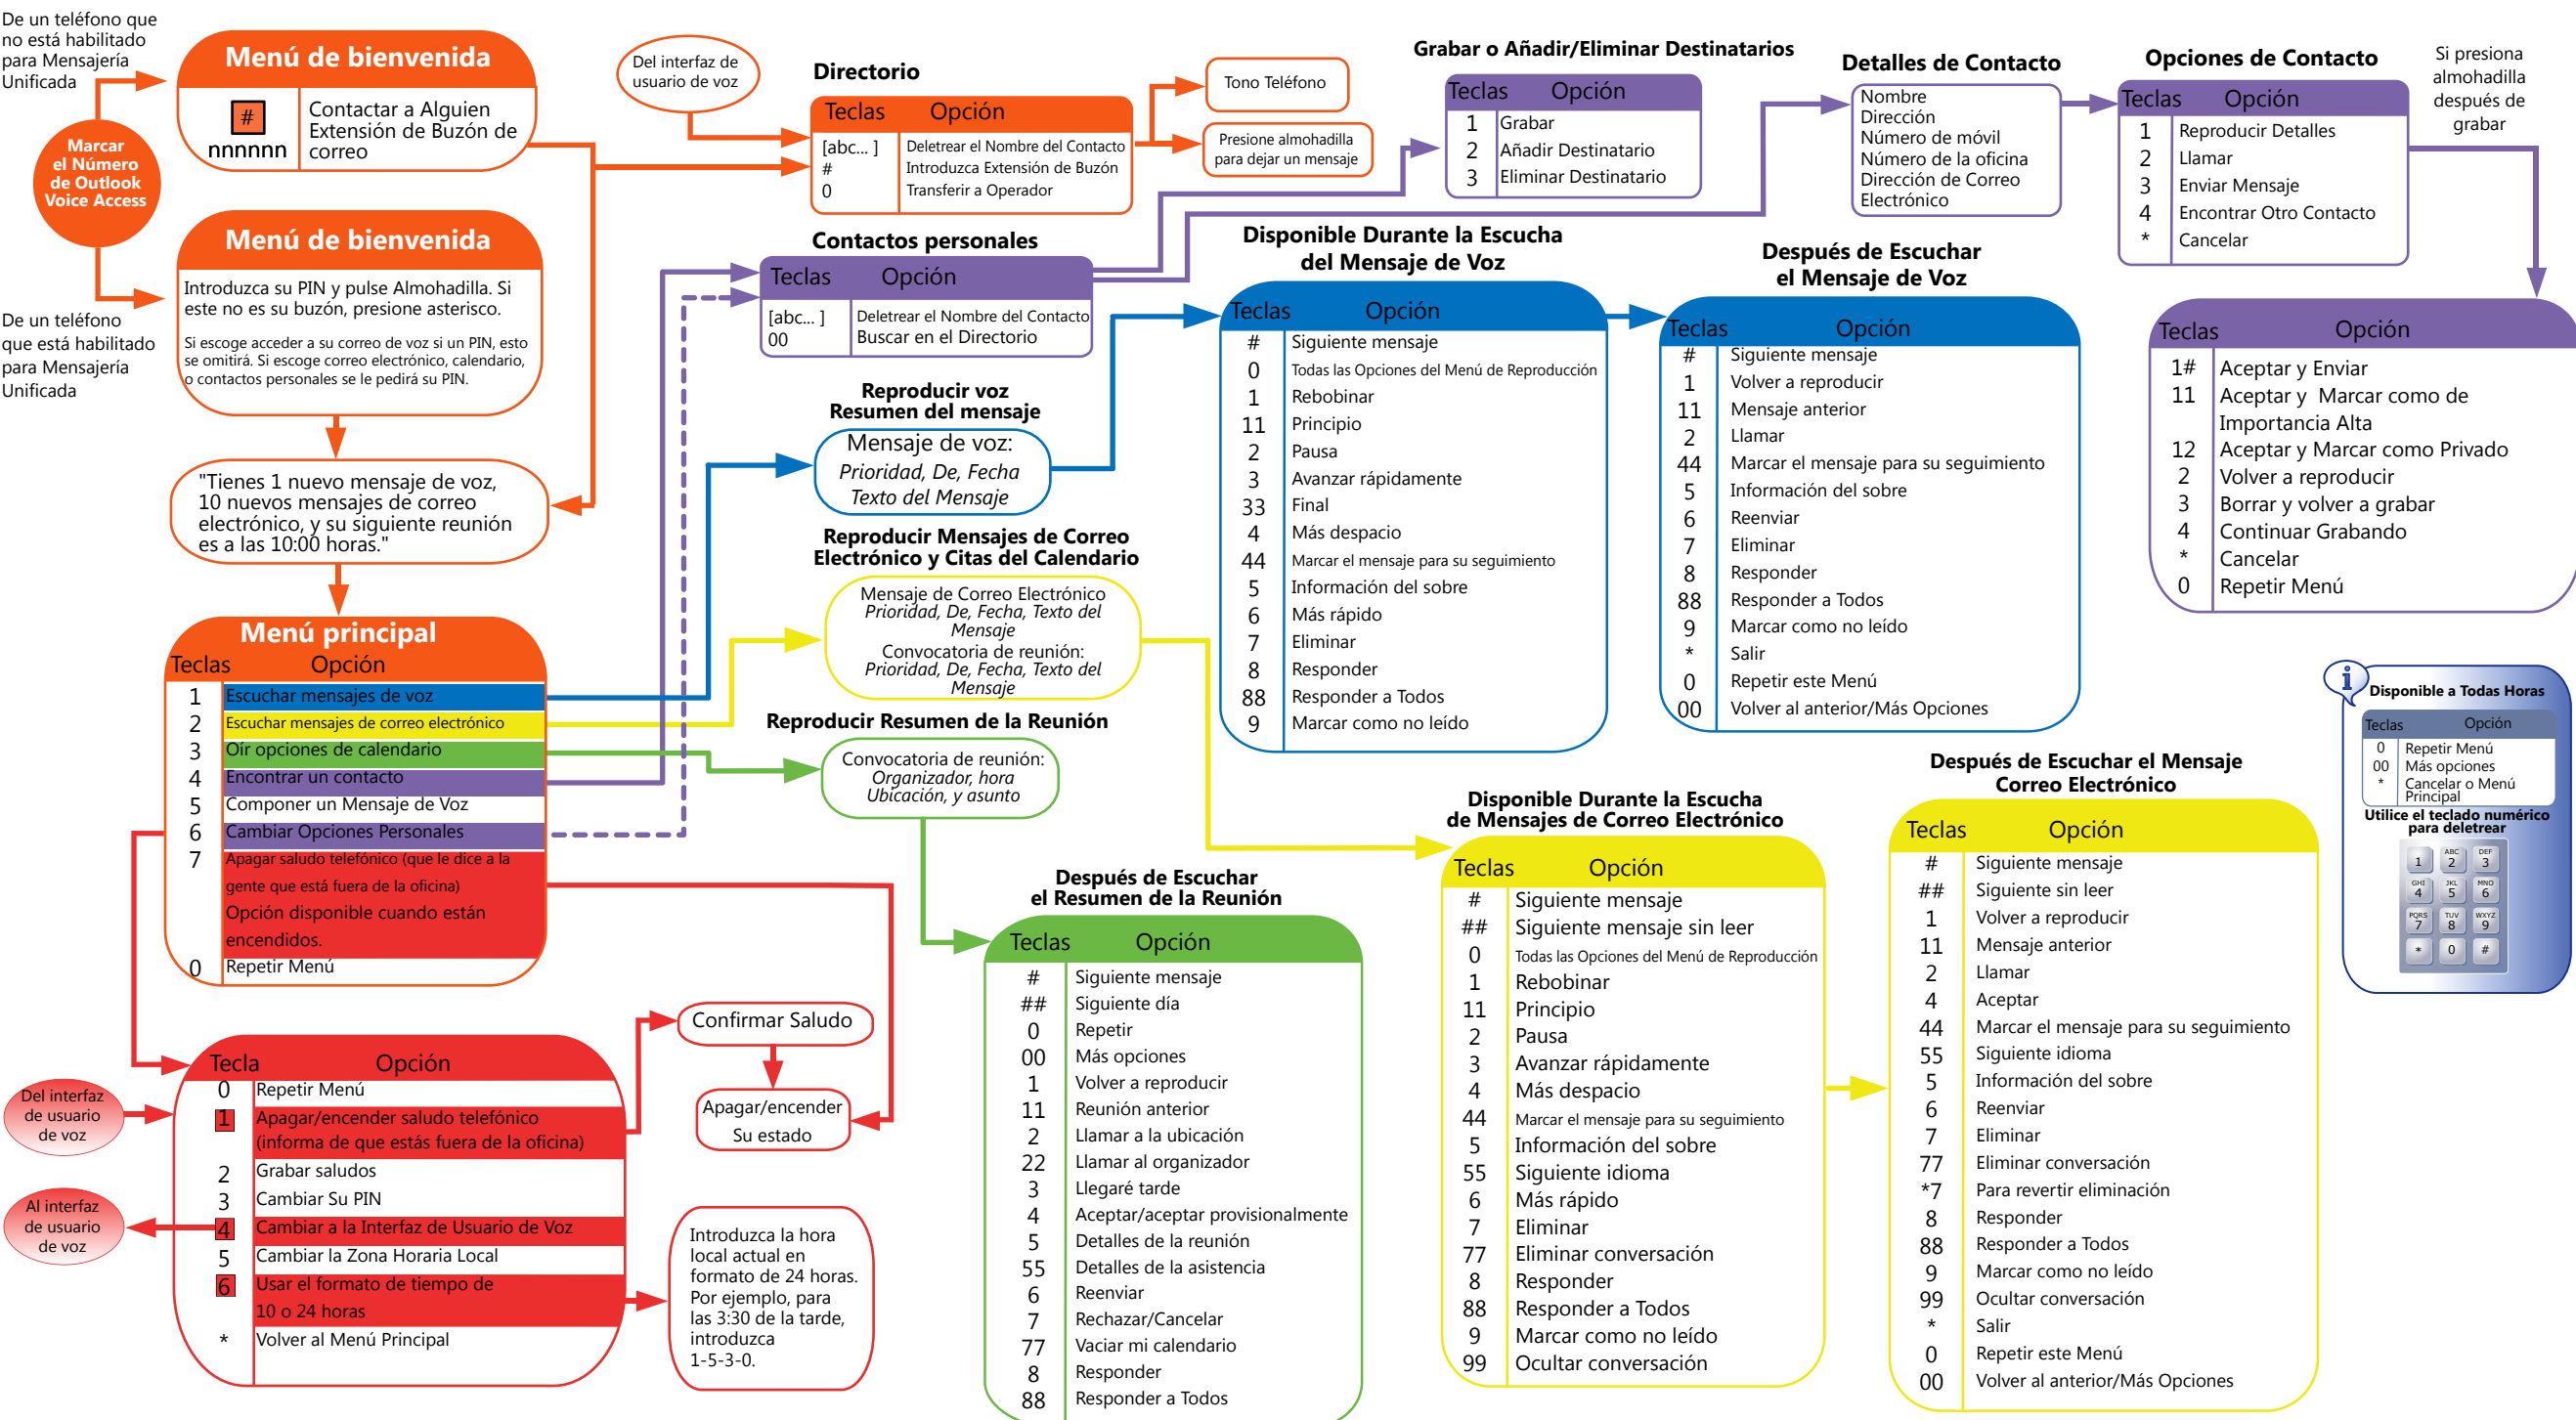 De un teléfono que
no está habilitado
para Mensajería
Unificada
Marcar
el Número
de Outlook
Voice Access
De un teléfono
que está habilitado
para Mensajería
Unificada
Menú de bienvenida
#
nnnnnn
Contactar a Alguien
Extensión de Buzón de
correo
Menú de bienvenida
Introduzca su PIN y pulse Almohadilla. Si
este no es su buzón, presione asterisco.
Si escoge acceder a su correo de voz si un PIN, esto
se omitirá. Si escoge correo electrónico, calendario,
o contactos personales se le pedirá su PIN.
"Tienes 1 nuevo mensaje de voz,
10 nuevos mensajes de correo
electrónico, y su siguiente reunión
es a las 10:00 horas."
Menú principal
Teclas Opción
1 Escuchar mensajes de voz
2 Escuchar mensajes de correo electrónico
3 Oír opciones de calendario
4 Encontrar un contacto
5 Componer un Mensaje de Voz
6 Cambiar Opciones Personales
7 Apagar saludo telefónico (que le dice a la
gente que está fuera de la oficina)
Opción disponible cuando están
encendidos.
0 Repetir Menú
Tecla Opción
0 Repetir Menú
1 Apagar/encender saludo telefónico
(informa de que estás fuera de la oficina)
2 Grabar saludos
3 Cambiar Su PIN
4 Cambiar a la Interfaz de Usuario de Voz
5 Cambiar la Zona Horaria Local
6 Usar el formato de tiempo de
10 o 24 horas
* Volver al Menú Principal
Del interfaz
de usuario
de voz
Al interfaz
de usuario
de voz
Confirmar Saludo
Apagar/encender
Su estado
Introduzca la hora
local actual en
formato de 24 horas.
Por ejemplo, para
las 3:30 de la tarde,
introduzca
1-5-3-0.
Del interfaz de
usuario de voz
Directorio
Teclas Opción
[abc... ] Deletrear el Nombre del Contacto
# Introduzca Extensión de Buzón
0 Transferir a Operador
Tono Teléfono
Presione almohadilla
para dejar un mensaje
Contactos personales
Teclas Opción
[abc... ] Deletrear el Nombre del Contacto
00 Buscar en el Directorio
Reproducir voz
Resumen del mensaje
Mensaje de voz:
Prioridad, De, Fecha
Texto del Mensaje
Reproducir Mensajes de Correo
Electrónico y Citas del Calendario
Mensaje de Correo Electrónico
Prioridad, De, Fecha, Texto del
Mensaje
Convocatoria de reunión:
Prioridad, De, Fecha, Texto del
Mensaje
Reproducir Resumen de la Reunión
Convocatoria de reunión:
Organizador, hora
Ubicación, y asunto
Después de Escuchar
el Resumen de la Reunión
Teclas Opción
# Siguiente mensaje
## Siguiente día
0 Repetir
00 Más opciones
1 Volver a reproducir
11 Reunión anterior
2 Llamar a la ubicación
22 Llamar al organizador
3 Llegaré tarde
4 Aceptar/aceptar provisionalmente
5 Detalles de la reunión
55 Detalles de la asistencia
6 Reenviar
7 Rechazar/Cancelar
77 Vaciar mi calendario
8 Responder
88 Responder a Todos
Grabar o Añadir/Eliminar Destinatarios
Teclas Opción
1 Grabar
2 Añadir Destinatario
3 Eliminar Destinatario
Detalles de Contacto
Nombre
Dirección
Número de móvil
Número de la oficina
Dirección de Correo
Electrónico
Opciones de Contacto
Teclas Opción
1 Reproducir Detalles
2 Llamar
3 Enviar Mensaje
4 Encontrar Otro Contacto
* Cancelar
Si presiona
almohadilla
después de
grabar
Teclas Opción
1# Aceptar y Enviar
11 Aceptar y Marcar como de
Importancia Alta
12 Aceptar y Marcar como Privado
2 Volver a reproducir
3 Borrar y volver a grabar
4 Continuar Grabando
* Cancelar
0 Repetir Menú
Disponible Durante la Escucha
del Mensaje de Voz
Teclas Opción
# Siguiente mensaje
0 Todas las Opciones del Menú de Reproducción
1 Rebobinar
11 Principio
2 Pausa
3 Avanzar rápidamente
33 Final
4 Más despacio
44 Marcar el mensaje para su seguimiento
5 Información del sobre
6 Más rápido
7 Eliminar
8 Responder
88 Responder a Todos
9 Marcar como no leído
Después de Escuchar
el Mensaje de Voz
Teclas Opción
# Siguiente mensaje
1 Volver a reproducir
11 Mensaje anterior
2 Llamar
44 Marcar el mensaje para su seguimiento
5 Información del sobre
6 Reenviar
7 Eliminar
8 Responder
88 Responder a Todos
9 Marcar como no leído
* Salir
0 Repetir este Menú
00 Volver al anterior/Más Opciones
Disponible Durante la Escucha
de Mensajes de Correo Electrónico
Teclas Opción
# Siguiente mensaje
## Siguiente mensaje sin leer
0 Todas las Opciones del Menú de Reproducción
1 Rebobinar
11 Principio
2 Pausa
3 Avanzar rápidamente
4 Más despacio
44 Marcar el mensaje para su seguimiento
5 Información del sobre
55 Siguiente idioma
6 Más rápido
7 Eliminar
77 Eliminar conversación
8 Responder
88 Responder a Todos
9 Marcar como no leído
99 Ocultar conversación
Después de Escuchar el Mensaje
Correo Electrónico
Teclas Opción
# Siguiente mensaje
## Siguiente sin leer
1 Volver a reproducir
11 Mensaje anterior
2 Llamar
4 Aceptar
44 Marcar el mensaje para su seguimiento
55 Siguiente idioma
5 Información del sobre
6 Reenviar
7 Eliminar
77 Eliminar conversación
*7 Para revertir eliminación
8 Responder
88 Responder a Todos
9 Marcar como no leído
99 Ocultar conversación
* Salir
0 Repetir este Menú
00 Volver al anterior/Más Opciones
i
Disponible a Todas Horas
Teclas Opción
0 Repetir Menú
00 Más opciones
* Cancelar o Menú
Principal
Utilice el teclado numérico
para deletrear
1 ABC 2 DEF 3
GHI 4 JKL 5 MNO 6
PQRS 7 TUV 8 WXYZ 9
* 0 #